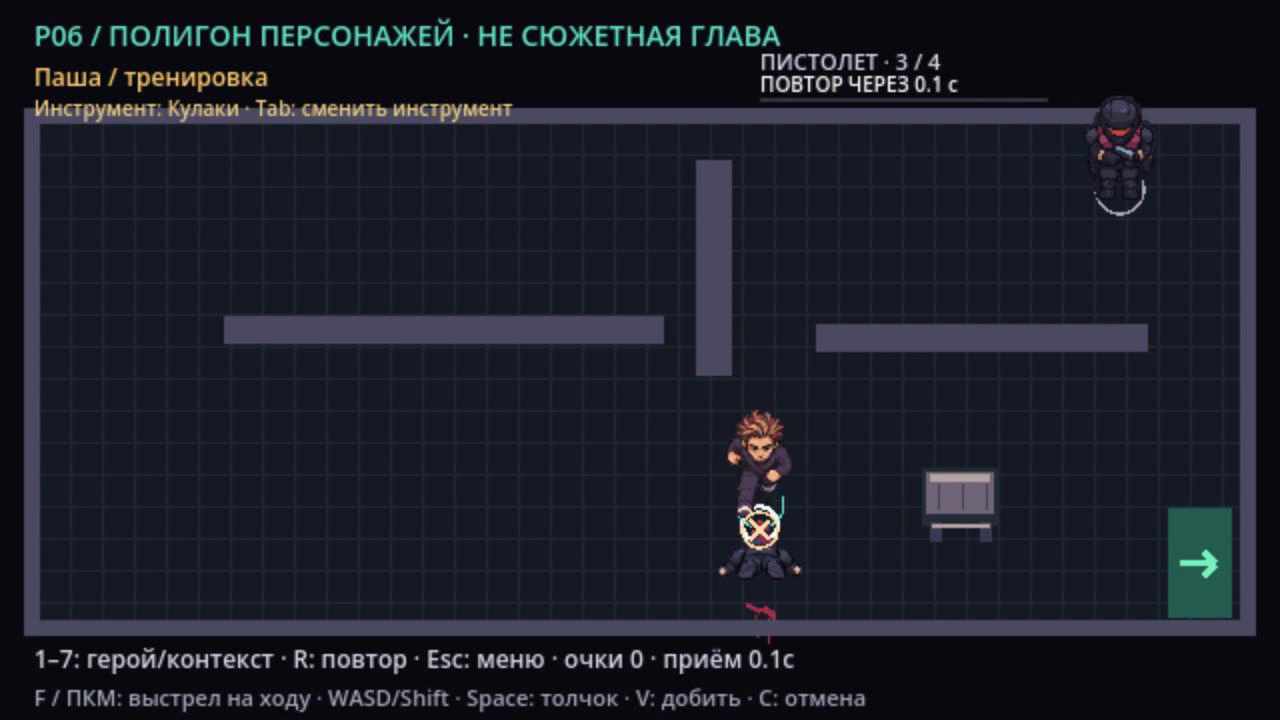 P06 / ПОЛИГОН ПЕРСОНАЖЕЙ · НЕ СЮЖЕТНАЯ ГЛАВА
ПИСТОЛЕТ · 3 / 4
Паша / тренировка
ПОВТОР ЧЕРЕЗ 0.1 с
Инструмент: Кулаки · Tab: сменить инструмент
1–7: герой/контекст · R: повтор · Esc: меню · очки 0 · приём 0.1с
F / ПКМ: выстрел на ходу · WASD/Shift · Space: толчок · V: добить · C: отмена